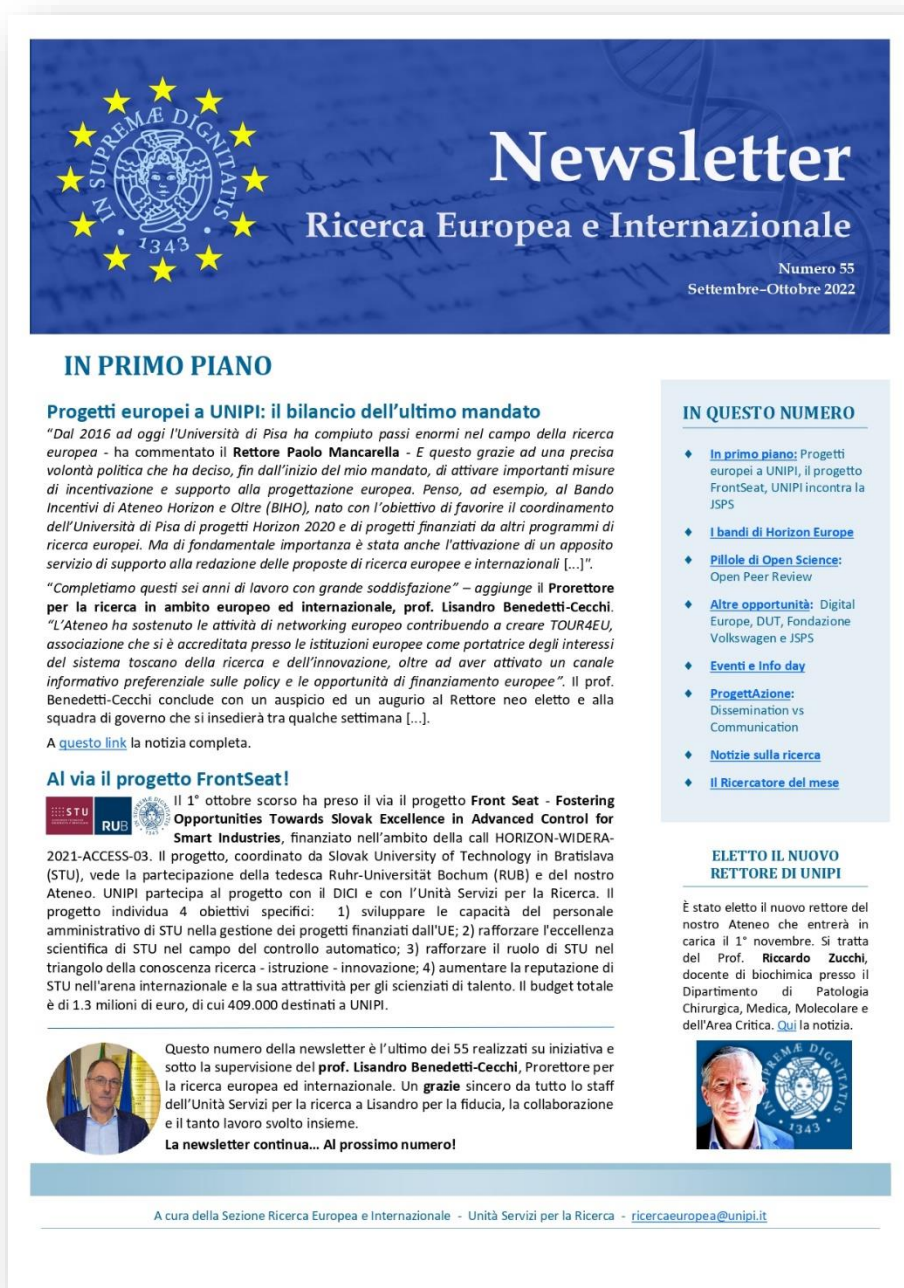 IN SUPREMÆ DIGNITATIS
1343
Newsletter
Ricerca Europea e Internazionale
Numero 55
Settembre–Ottobre 2022
IN PRIMO PIANO
Progetti europei a UNIPI: il bilancio dell’ultimo mandato
“Dal 2016 ad oggi l'Università di Pisa ha compiuto passi enormi nel campo della ricerca
europea - ha commentato il Rettore Paolo Mancarella - E questo grazie ad una precisa
volontà politica che ha deciso, fin dall’inizio del mio mandato, di attivare importanti misure
di incentivazione e supporto alla progettazione europea. Penso, ad esempio, al Bando
Incentivi di Ateneo Horizon e Oltre (BIHO), nato con l’obiettivo di favorire il coordinamento
dell’Università di Pisa di progetti Horizon 2020 e di progetti finanziati da altri programmi di
ricerca europei. Ma di fondamentale importanza è stata anche l'attivazione di un apposito
servizio di supporto alla redazione delle proposte di ricerca europee e internazionali [...]”.
“Completiamo questi sei anni di lavoro con grande soddisfazione” – aggiunge il Prorettore
per la ricerca in ambito europeo ed internazionale, prof. Lisandro Benedetti-Cecchi.
“L’Ateneo ha sostenuto le attività di networking europeo contribuendo a creare TOUR4EU,
associazione che si è accreditata presso le istituzioni europee come portatrice degli interessi
del sistema toscano della ricerca e dell’innovazione, oltre ad aver attivato un canale
informativo preferenziale sulle policy e le opportunità di finanziamento europee”. Il prof.
Benedetti-Cecchi conclude con un auspicio ed un augurio al Rettore neo eletto e alla
squadra di governo che si insedierà tra qualche settimana [...].
A questo link la notizia completa.
Al via il progetto FrontSeat!
STU
RUB
Il 1° ottobre scorso ha preso il via il progetto Front Seat - Fostering
Opportunities Towards Slovak Excellence in Advanced Control for
Smart Industries, finanziato nell’ambito della call HORIZON-WIDERA-
2021-ACCESS-03. Il progetto, coordinato da Slovak University of Technology in Bratislava
(STU), vede la partecipazione della tedesca Ruhr-Universität Bochum (RUB) e del nostro
Ateneo. UNIPI partecipa al progetto con il DICI e con l’Unità Servizi per la Ricerca. Il
progetto individua 4 obiettivi specifici: 1) sviluppare le capacità del personale
amministrativo di STU nella gestione dei progetti finanziati dall'UE; 2) rafforzare l'eccellenza
scientifica di STU nel campo del controllo automatico; 3) rafforzare il ruolo di STU nel
triangolo della conoscenza ricerca - istruzione - innovazione; 4) aumentare la reputazione di
STU nell'arena internazionale e la sua attrattività per gli scienziati di talento. Il budget totale
è di 1.3 milioni di euro, di cui 409.000 destinati a UNIPI.
Questo numero della newsletter è l’ultimo dei 55 realizzati su iniziativa e
sotto la supervisione del prof. Lisandro Benedetti-Cecchi, Prorettore per
la ricerca europea ed internazionale. Un grazie sincero da tutto lo staff
dell’Unità Servizi per la ricerca a Lisandro per la fiducia, la collaborazione
e il tanto lavoro svolto insieme.
La newsletter continua… Al prossimo numero!
IN QUESTO NUMERO
♦ In primo piano: Progetti
europei a UNIPI, il progetto
FrontSeat, UNIPI incontra la
JSPS
♦ I bandi di Horizon Europe
♦ Pillole di Open Science:
Open Peer Review
♦ Altre opportunità: Digital
Europe, DUT, Fondazione
Volkswagen e JSPS
♦ Eventi e Info day
♦ ProgettAzione:
Dissemination vs
Communication
♦ Notizie sulla ricerca
♦ Il Ricercatore del mese
ELETTO IL NUOVO
RETTORE DI UNIPI
È stato eletto il nuovo rettore del
nostro Ateneo che entrerà in
carica il 1° novembre. Si tratta
del Prof. Riccardo Zucchi,
docente di biochimica presso il
Dipartimento di Patologia
Chirurgica, Medica, Molecolare e
dell'Area Critica. Qui la notizia.
IN SUPREMÆ DIGNITATIS
1343
A cura della Sezione Ricerca Europea e Internazionale - Unità Servizi per la Ricerca - ricercaeuropea@unipi.it